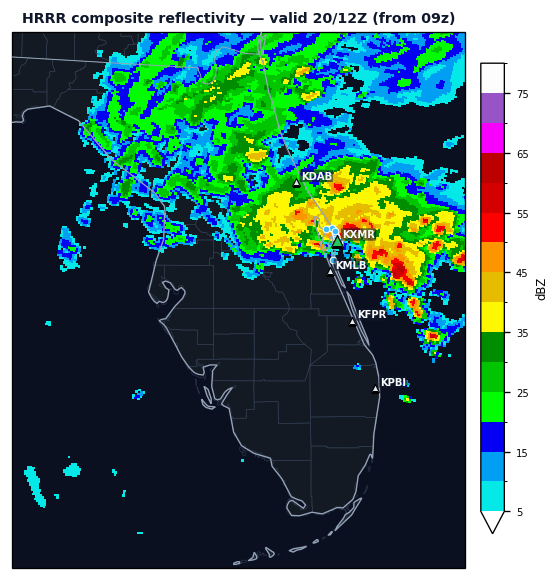 HRRR composite reflectivity — valid 20/12Z (from 09z)
KDAB
KXMR
KMLB
KFPR
KPBI
75
65
55
45
35
25
15
5
dBZ